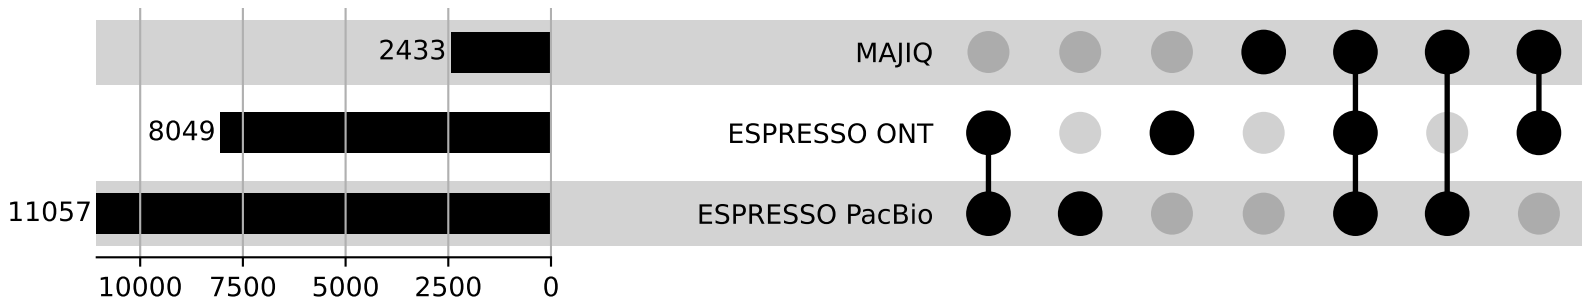 2433 MAJIQ
8049 ESPRESSO ONT
11057 ESPRESSO PacBio
10000 7500 5000 2500 0